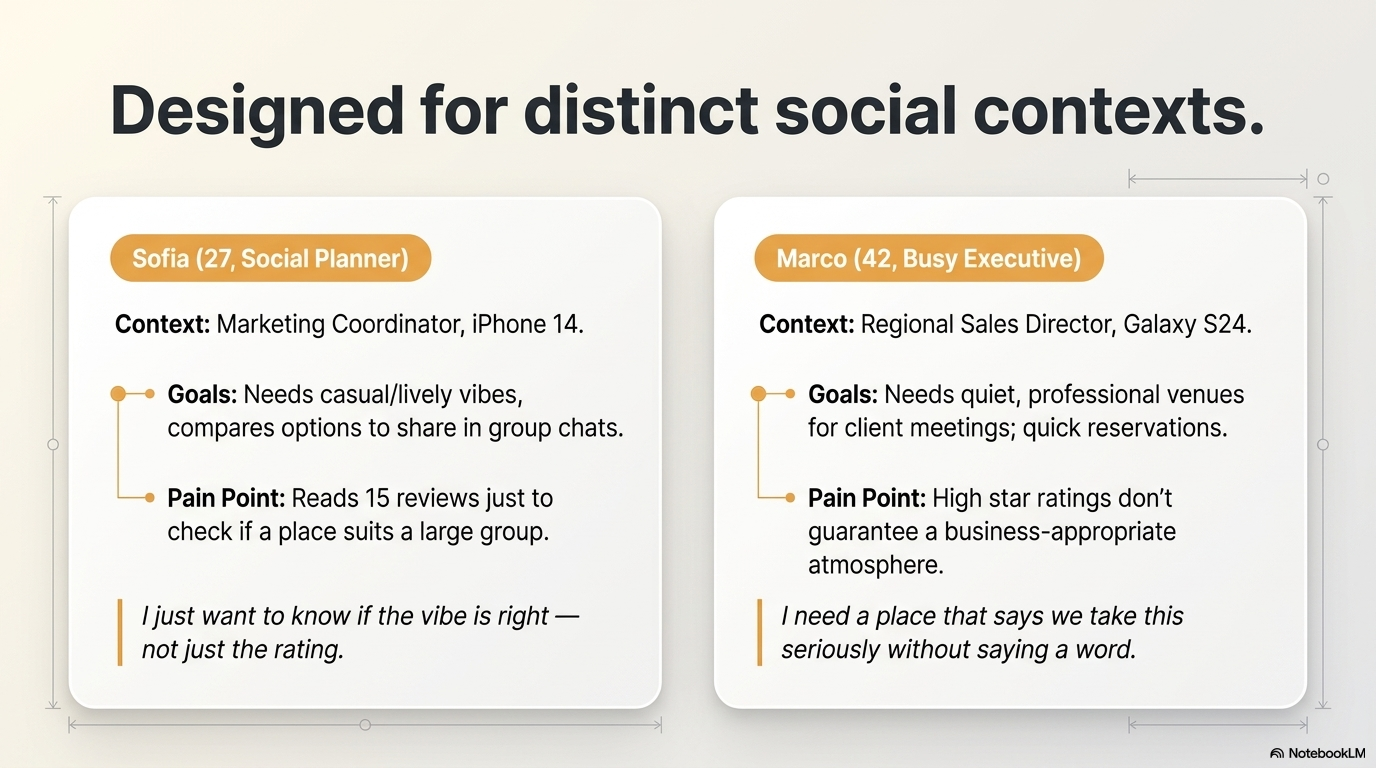 Designed for distinct social contexts.
Sofia (27, Social Planner)
Context: Marketing Coordinator, iPhone 14.
Goals: Needs casual/lively vibes,
compares options to share in group chats.
Pain Point: Reads 15 reviews just to
check if a place suits a large group.
I just want to know if the vibe is right —
not just the rating.
Marco (42, Busy Executive)
Context: Regional Sales Director, Galaxy S24.
Goals: Needs quiet, professional venues
for client meetings; quick reservations.
Pain Point: High star ratings don’t
guarantee a business-appropriate
atmosphere.
I need a place that says we take this
seriously without saying a word.
NotebookLM